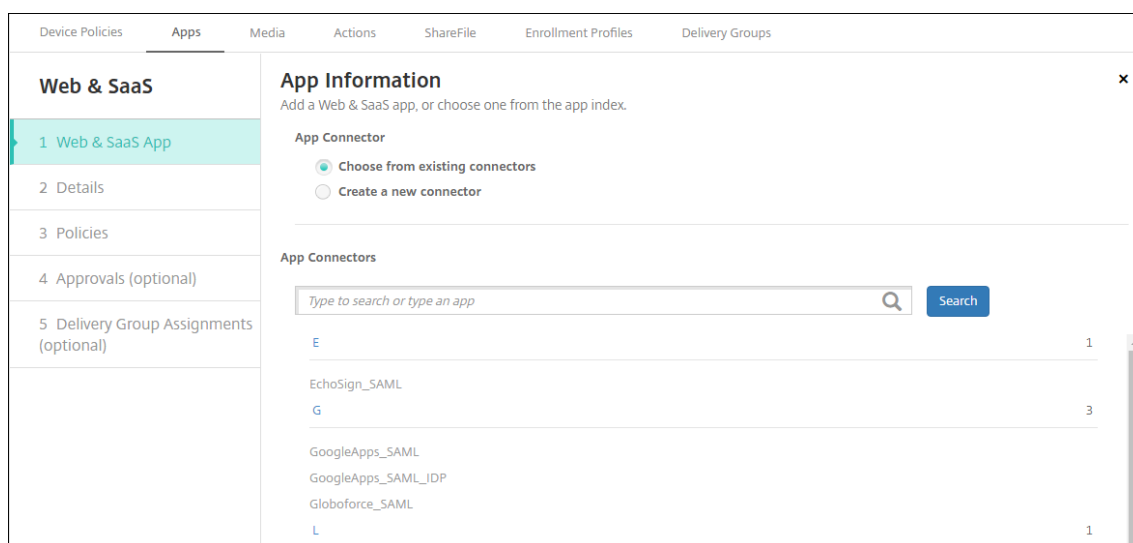 Device Policies Apps Media Actions ShareFile Enrollment Profiles Delivery Groups
Web & SaaS
1 Web & SaaS App
2 Details
3 Policies
4 Approvals (optional)
5 Delivery Group Assignments
(optional)
App Information
Add a Web & SaaS app, or choose one from the app index.
App Connector
Choose from existing connectors
Create a new connector
App Connectors
Type to search or type an app Search
E 1
EchoSign_SAML
G 3
GoogleApps_SAML
GoogleApps_SAML_IDP
Globoforce_SAML
L 1